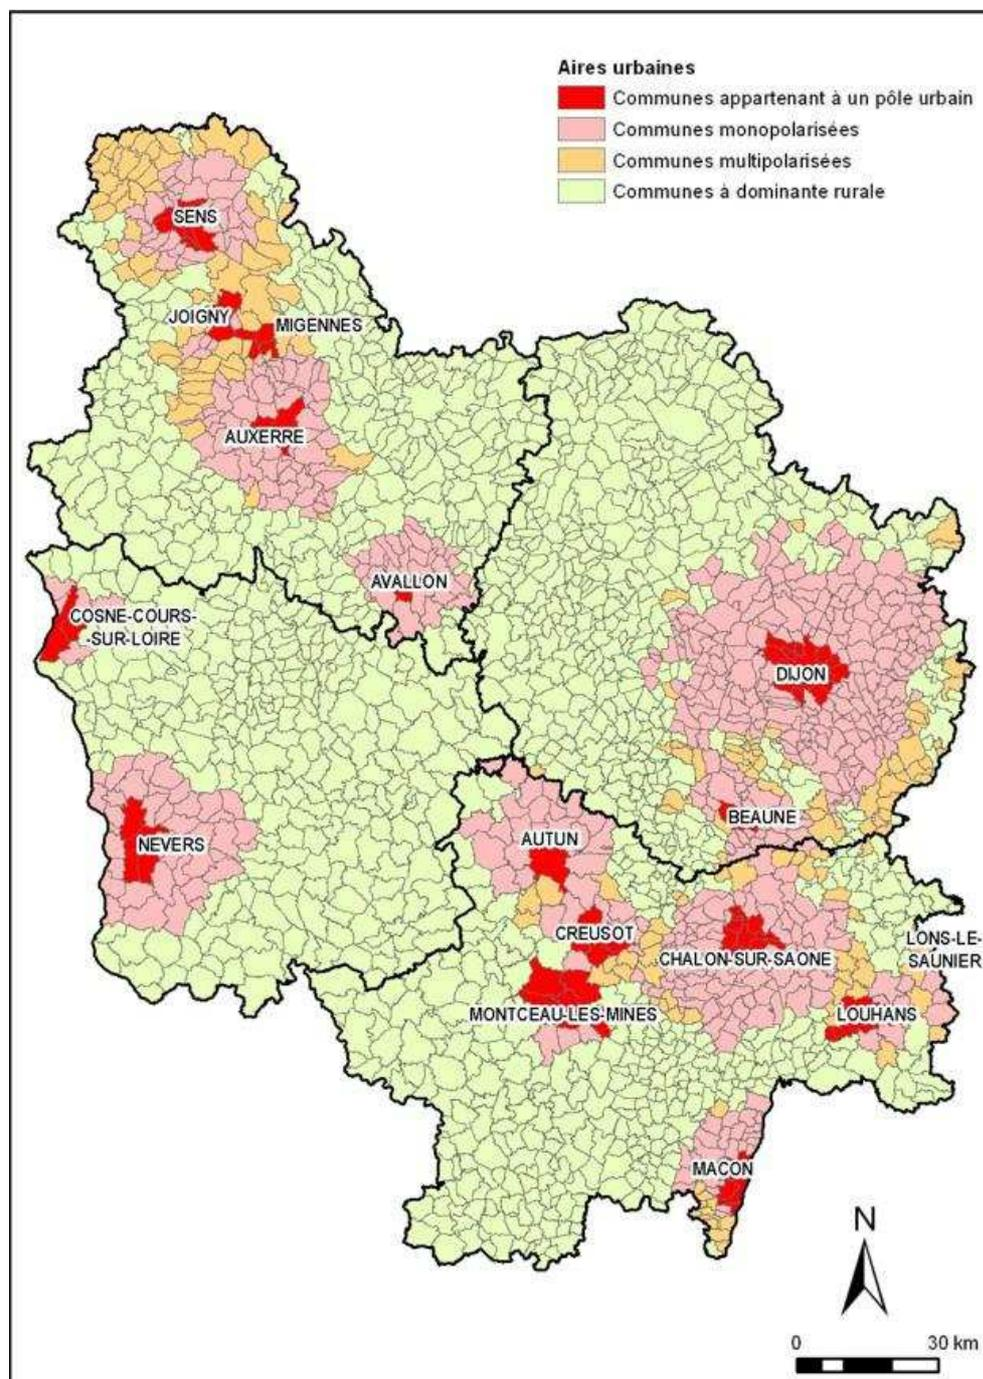 Aires urbaines
Communes appartenant à un pôle urbain
Communes monopolarisées
Communes multipolarisées
Communes à dominante rurale
SENS
JOIGNY
MIGENNES
AUXERRE
AVALLON
COSNE-COURS-
-SUR-LOIRE
DIJON
BEAUNE
NEVERS
AUTUN
CREUSOT
CHALON-SUR-SAONE
LONS-LE-
SAUNIER
MONTCEAU-LES-MINES
LOUHANS
MACON
N
0
30 km